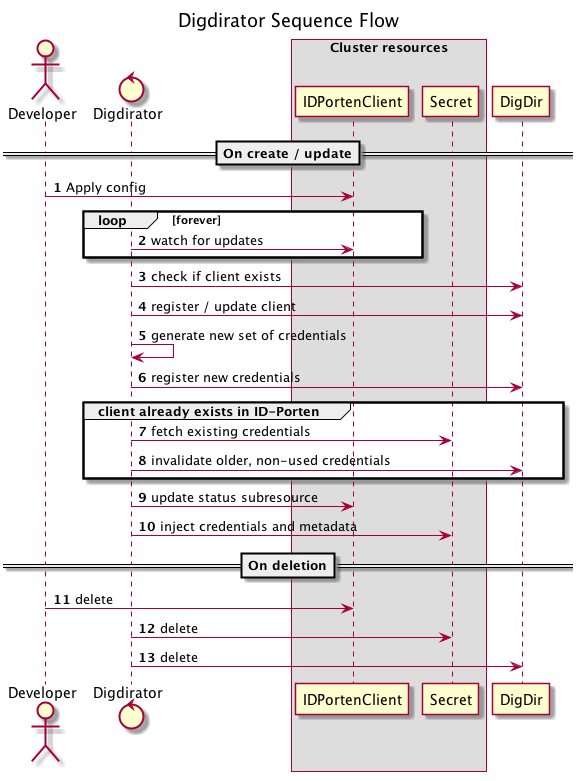 Digdirator Sequence Flow
Cluster resources
Developer
Digdirator
IDPortenClient
Secret
DigDir
On create / update
1 Apply config
loop [forever]
2 watch for updates
3 check if client exists
4 register / update client
5 generate new set of credentials
6 register new credentials
client already exists in ID-Porten
7 fetch existing credentials
8 invalidate older, non-used credentials
9 update status subresource
10 inject credentials and metadata
On deletion
11 delete
12 delete
13 delete
Developer
Digdirator
IDPortenClient
Secret
DigDir